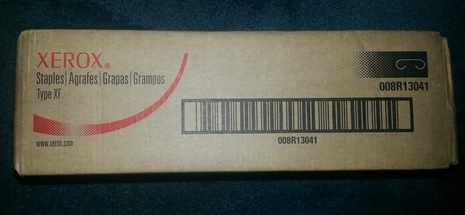 XEROX®
Staples | Agrafes | Grapas | Grampos
Type XF
www.xerox.com
008R13041
008R13041